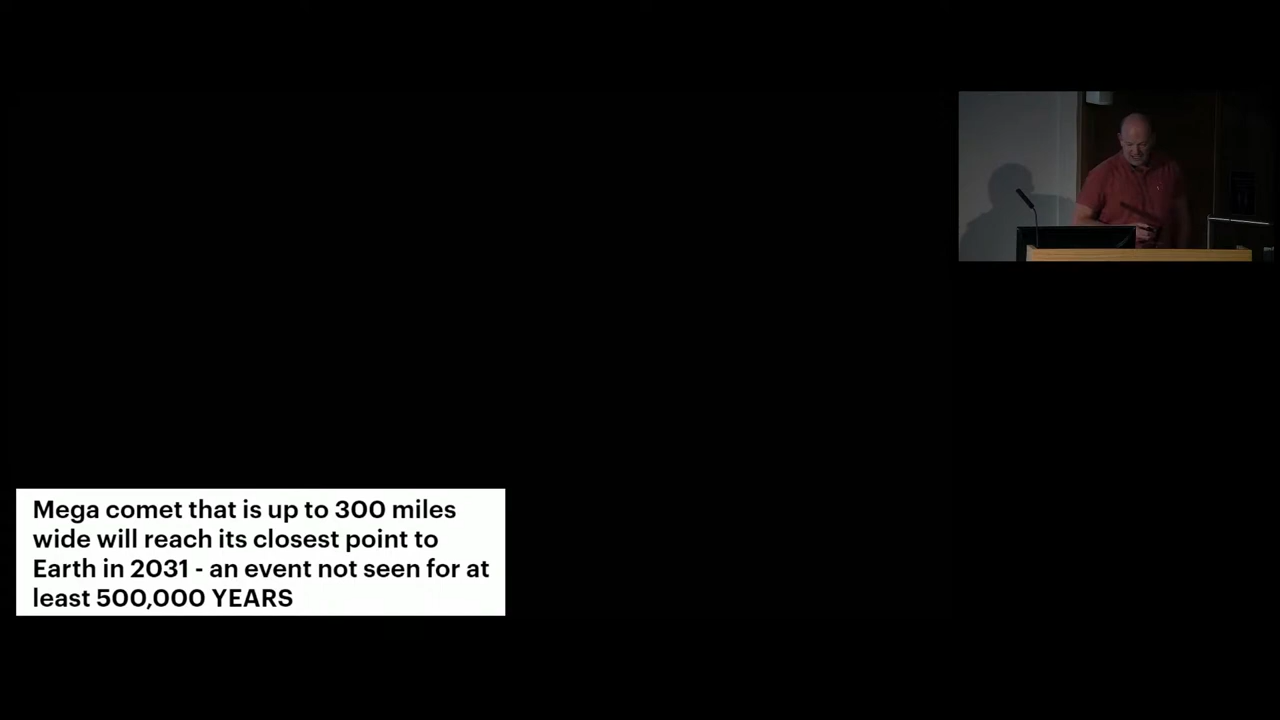 Mega comet that is up to 300 miles
wide will reach its closest point to
Earth in 2031 - an event not seen for at
least 500,000 YEARS